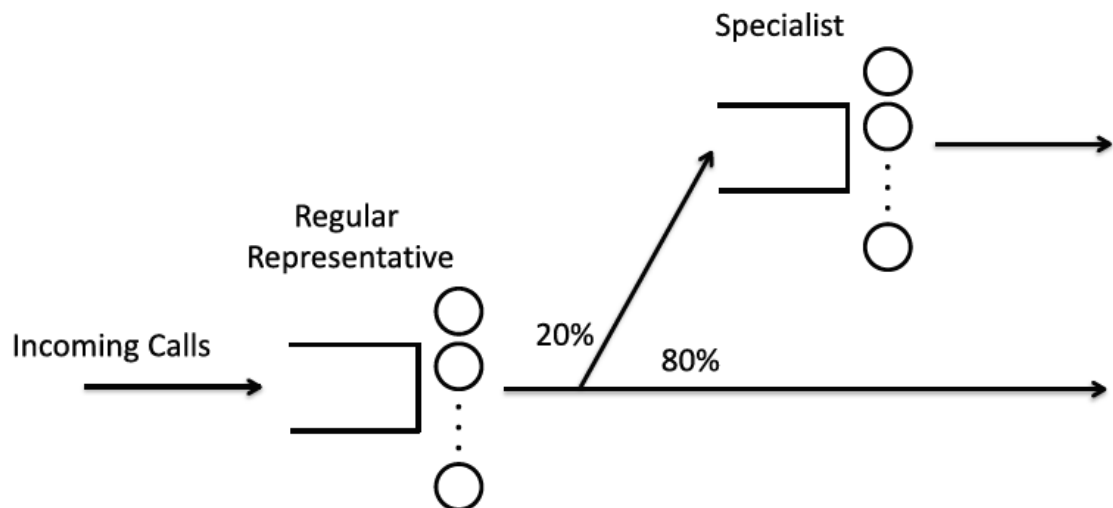 Specialist
Regular
Representative
Incoming Calls
20%
80%